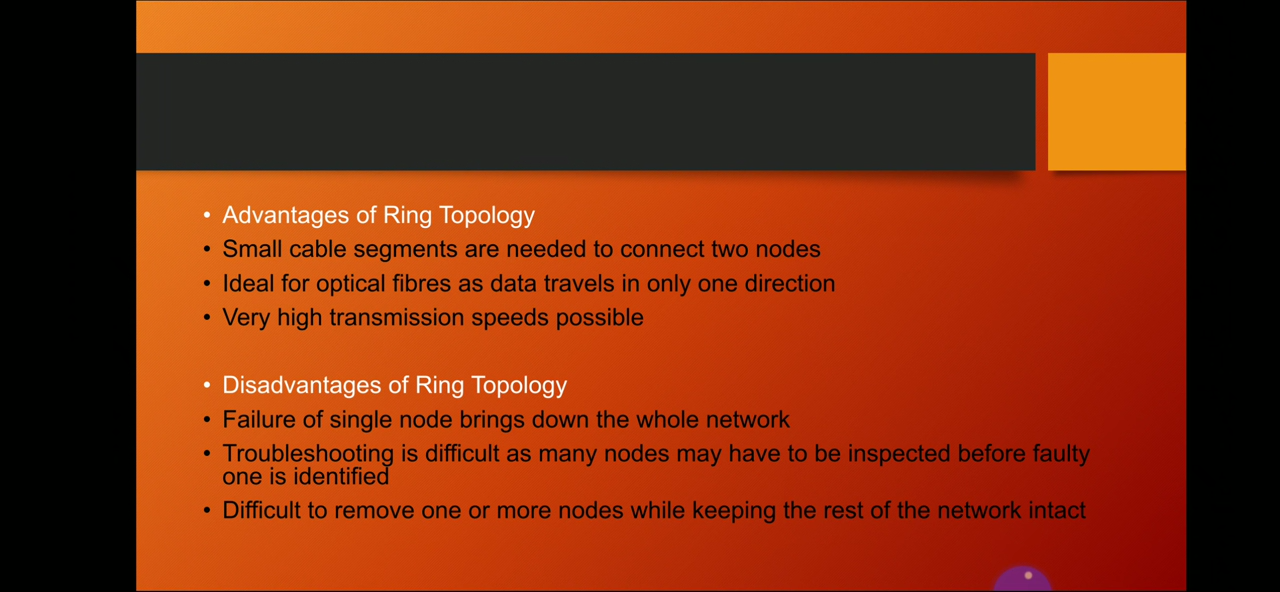 • Advantages of Ring Topology
• Small cable segments are needed to connect two nodes
• Ideal for optical fibres as data travels in only one direction
• Very high transmission speeds possible
• Disadvantages of Ring Topology
• Failure of single node brings down the whole network
• Troubleshooting is difficult as many nodes may have to be inspected before faulty
one is identified
• Difficult to remove one or more nodes while keeping the rest of the network intact